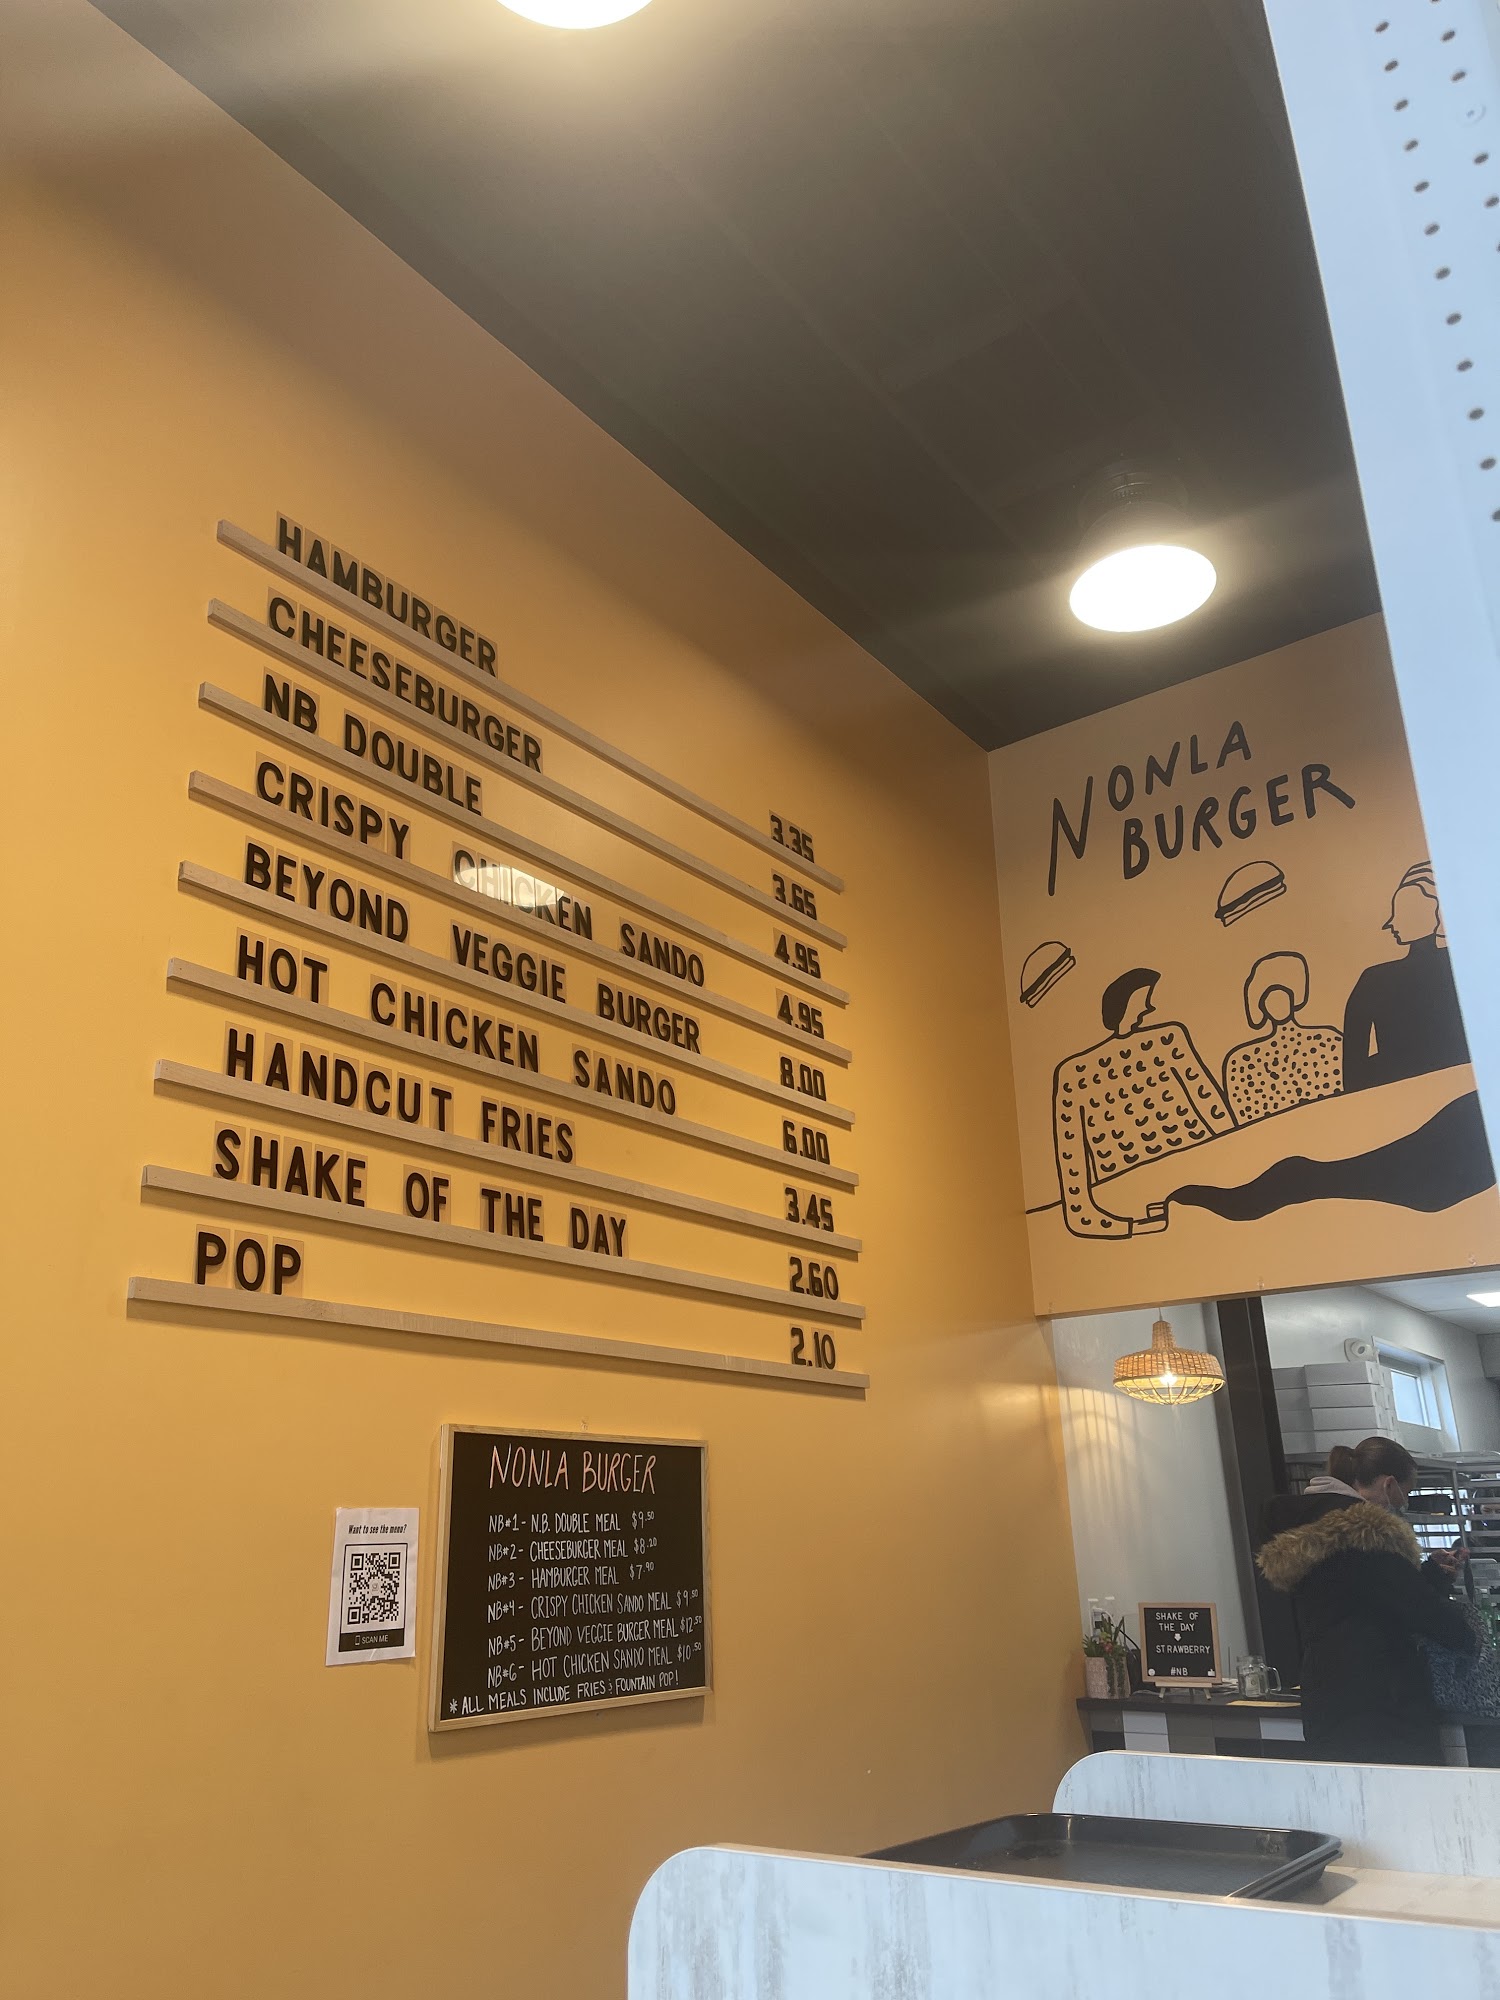 HAMBURGER 3.35
CHEESEBURGER 3.65
NB DOUBLE 4.95
CRISPY CHICKEN SANDO 4.95
BEYOND VEGGIE BURGER 8.00
HOT CHICKEN SANDO 6.00
HANDCUT FRIES 3.45
SHAKE OF THE DAY 2.60
POP 2.10
NONLA
BURGER
Want to see the menu?
SCAN ME
NONLA BURGER
NB#1 - N.B. DOUBLE MEAL $9.50
NB#2 - CHEESEBURGER MEAL $8.20
NB#3 - HAMBURGER MEAL $7.90
NB#4 - CRISPY CHICKEN SANDO MEAL $9.50
NB#5 - BEYOND VEGGIE BURGER MEAL $12.50
NB#6 - HOT CHICKEN SANDO MEAL $10.50
* ALL MEALS INCLUDE FRIES & FOUNTAIN POP!
SHAKE OF
THE DAY
STRAWBERRY
#NB